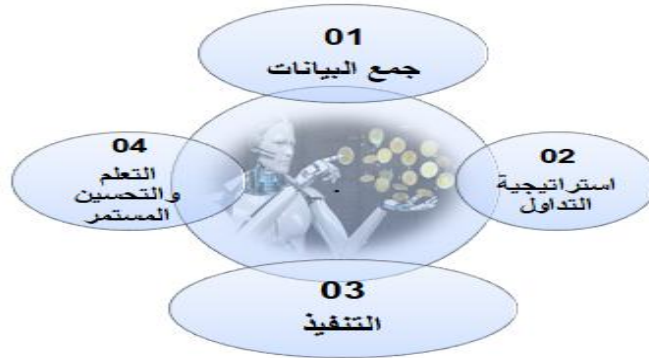 01
جمع البيانات
02
استراتيجية
التداول
03
التنفيذ
04
التعلم
والتحسين
المستمر